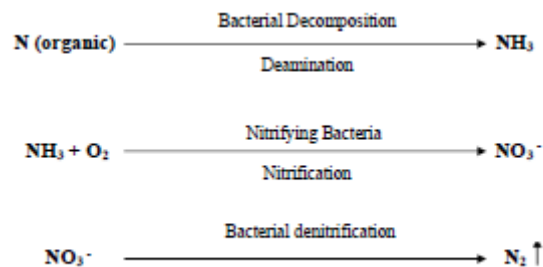 Bacterial Decomposition
N (organic) NH₃
Deamination
Nitrifying Bacteria
NH₃ + O₂ NO₃⁻
Nitrification
Bacterial denitrification
NO₃⁻ N₂ ↑